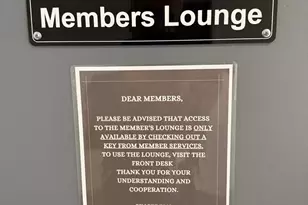 Members Lounge
DEAR MEMBERS,
PLEASE BE ADVISED THAT ACCESS
TO THE MEMBER'S LOUNGE IS ONLY
AVAILABLE BY CHECKING OUT A
KEY FROM MEMBER SERVICES.
TO USE THE LOUNGE, VISIT THE
FRONT DESK
THANK YOU FOR YOUR
UNDERSTANDING AND
COOPERATION.